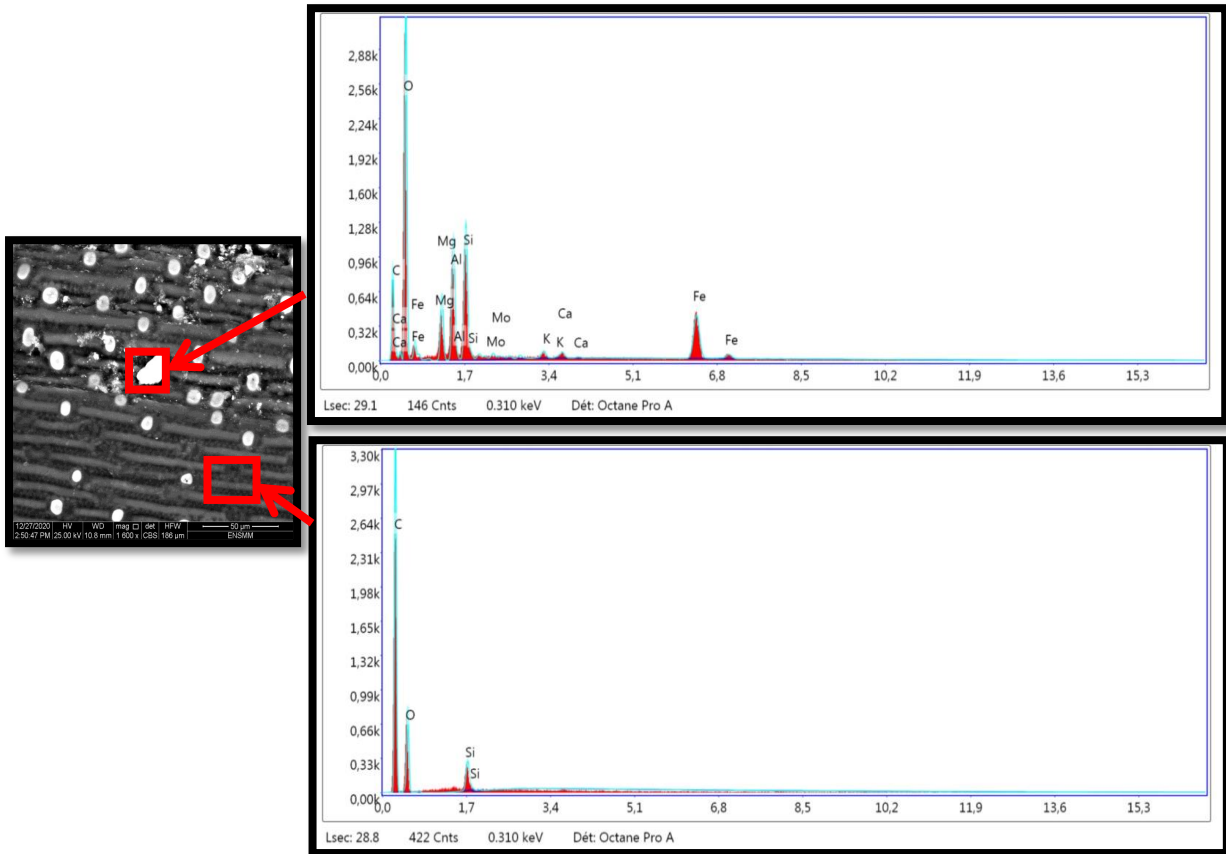 2,88k
O
2,56k
2,24k
1,92k
1,60k
1,28k
Mg Si
Al
0,96k
C
0,64k
Fe Mg Fe
Ca Mo Ca
0,32k
Ca Fe Al Si Mo K K Ca Fe
0,00k
0,0 1,7 3,4 5,1 6,8 8,5 10,2 11,9 13,6 15,3
Lsec: 29.1 146 Cnts 0.310 keV Dét: Octane Pro A
12/27/2020 HV WD mag □ det HFW 50 µm
2:50:47 PM 25.00 kV 10.8 mm 1 600 x CBS 186 µm ENSMM
3,30k
2,97k
2,64k
C
2,31k
1,98k
1,65k
1,32k
0,99k
O
0,66k
Si
0,33k
Si
0,00k
0,0 1,7 3,4 5,1 6,8 8,5 10,2 11,9 13,6 15,3
Lsec: 28.8 422 Cnts 0.310 keV Dét: Octane Pro A